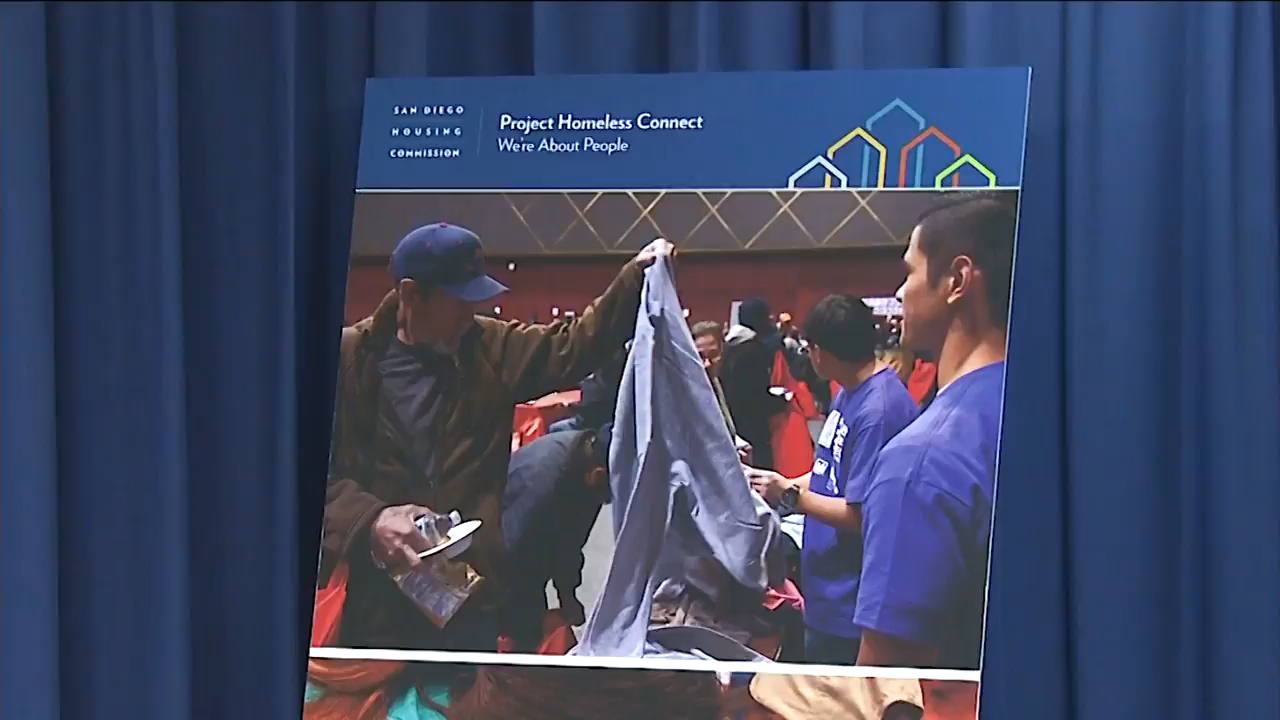 SAN DIEGO
HOUSING
COMMISSION
Project Homeless Connect
We're About People